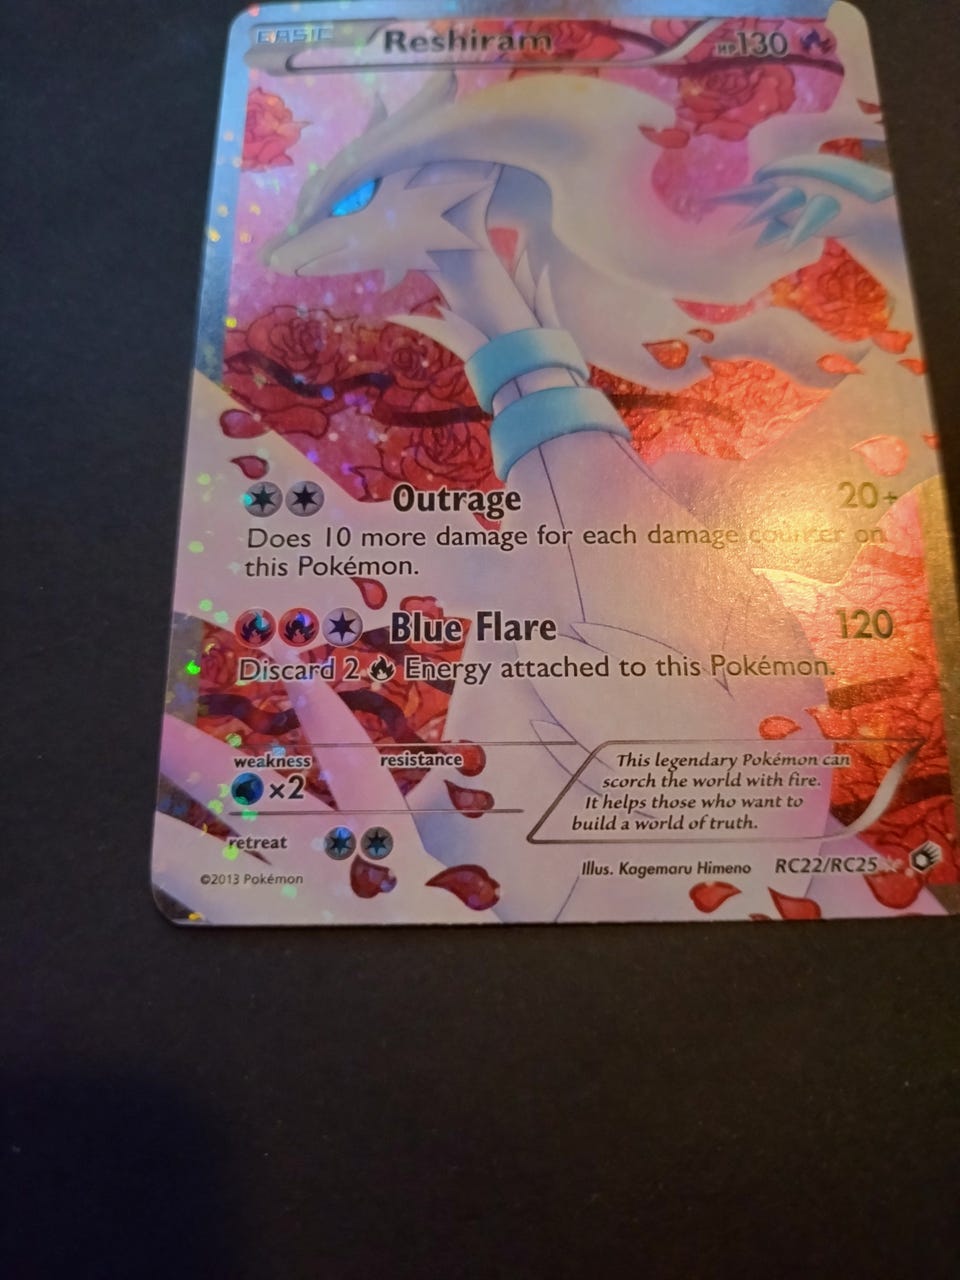 BASIC Reshiram HP130
Outrage 20+
Does 10 more damage for each damage counter on
this Pokémon.
Blue Flare 120
Discard 2 Energy attached to this Pokémon.
weakness resistance
×2
This legendary Pokémon can
scorch the world with fire.
It helps those who want to
build a world of truth.
retreat
Illus. Kagemaru Himeno RC22/RC25
©2013 Pokémon